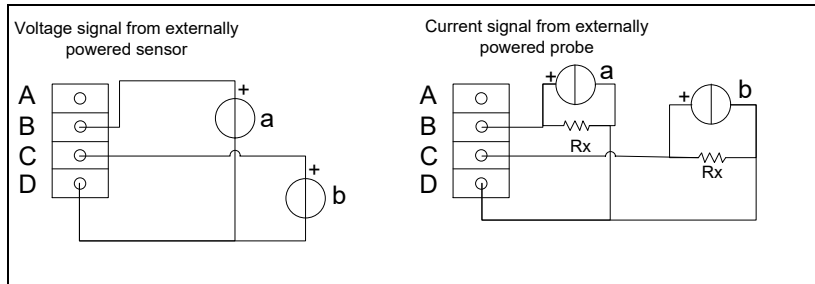 Voltage signal from externally
powered sensor
A
B
C
D
+
a
+
b
Current signal from externally
powered probe
A
B
C
D
+
a
Rx
+
b
Rx